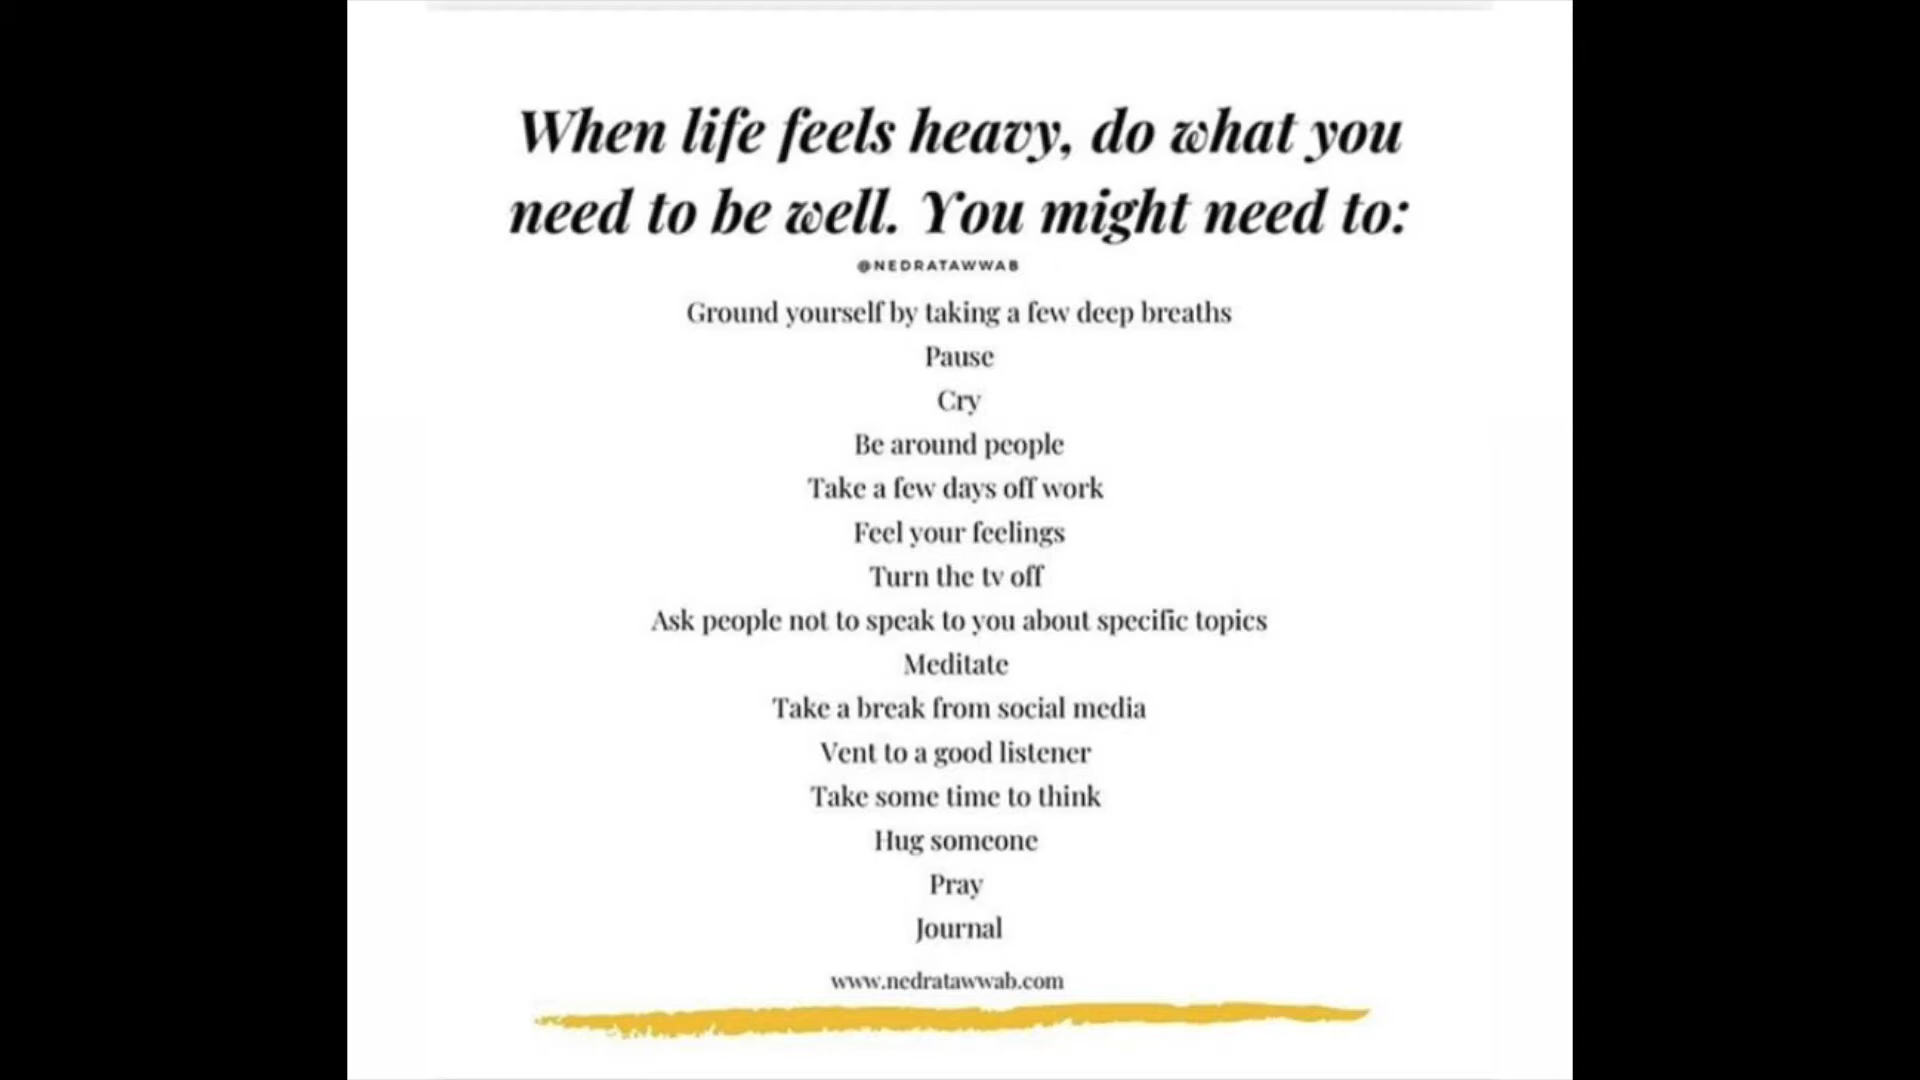 When life feels heavy, do what you
need to be well. You might need to:
@NEDRATAWWAB
Ground yourself by taking a few deep breaths
Pause
Cry
Be around people
Take a few days off work
Feel your feelings
Turn the tv off
Ask people not to speak to you about specific topics
Meditate
Take a break from social media
Vent to a good listener
Take some time to think
Hug someone
Pray
Journal
www.nedratawwab.com